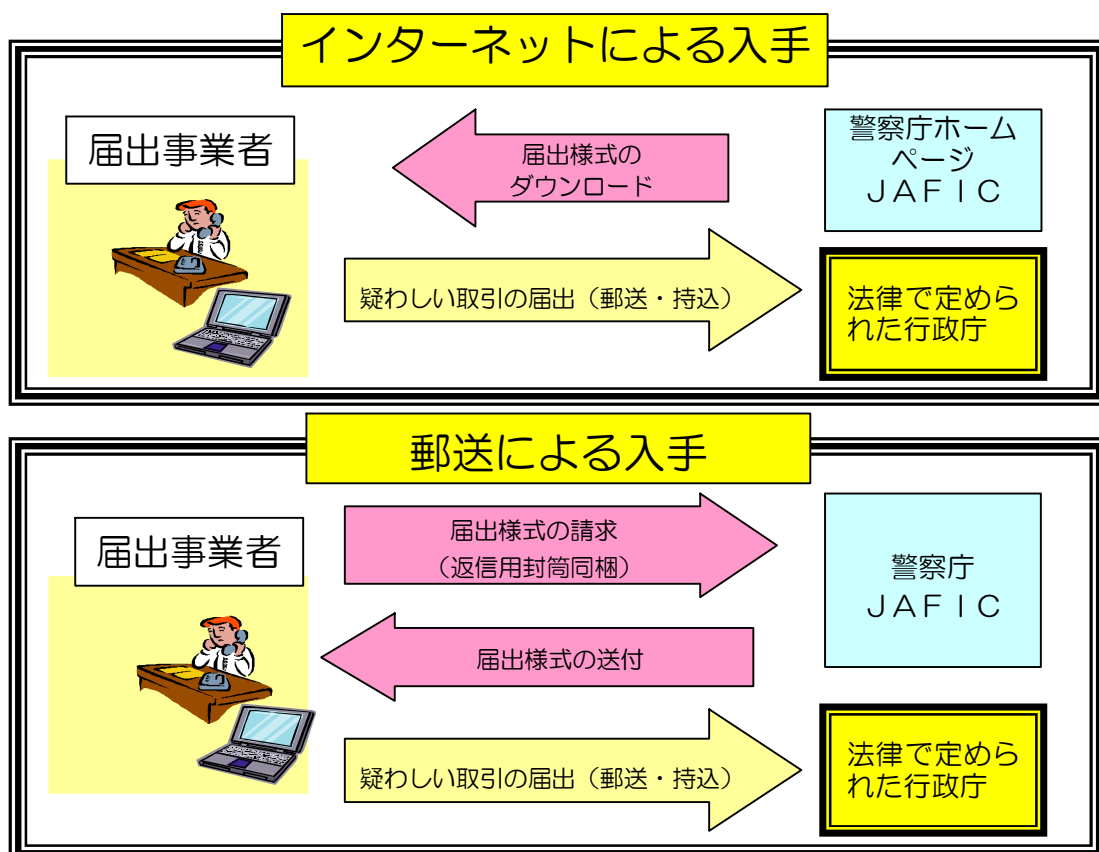 インターネットによる入手
届出事業者
届出様式の
ダウンロード
警察庁ホーム
ページ
ＪＡＦＩＣ
疑わしい取引の届出（郵送・持込）
法律で定めら
れた行政庁
郵送による入手
届出事業者
届出様式の請求
（返信用封筒同梱）
警察庁
ＪＡＦＩＣ
届出様式の送付
疑わしい取引の届出（郵送・持込）
法律で定めら
れた行政庁